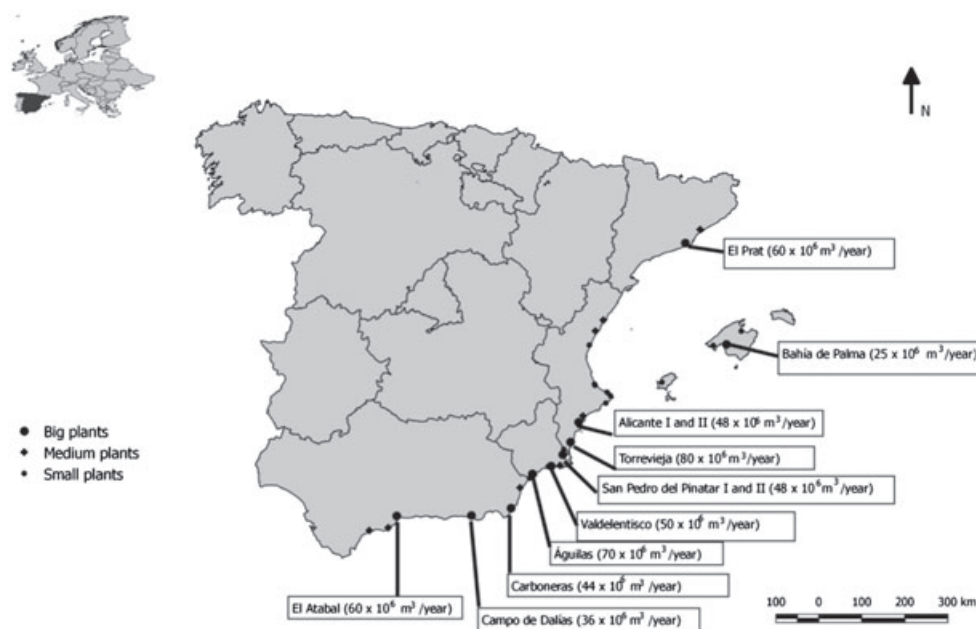 N
El Prat (60 x 10⁶ m³ /year)
Bahía de Palma (25 x 10⁶ m³/year)
Alicante I and II (48 x 10⁶ m³/year)
Torrevieja (80 x 10⁶ m³/year)
San Pedro del Pinatar I and II (48 x 10⁶ m³/year)
Valdelentisco (50 x 10⁶ m³/year)
Águilas (70 x 10⁶ m³/year)
Carboneras (44 x 10⁶ m³ /year)
El Atabal (60 x 10⁶ m³ /year)
Campo de Dalías (36 x 10⁶ m³ /year)
Big plants
Medium plants
Small plants
100 0 100 200 300 km